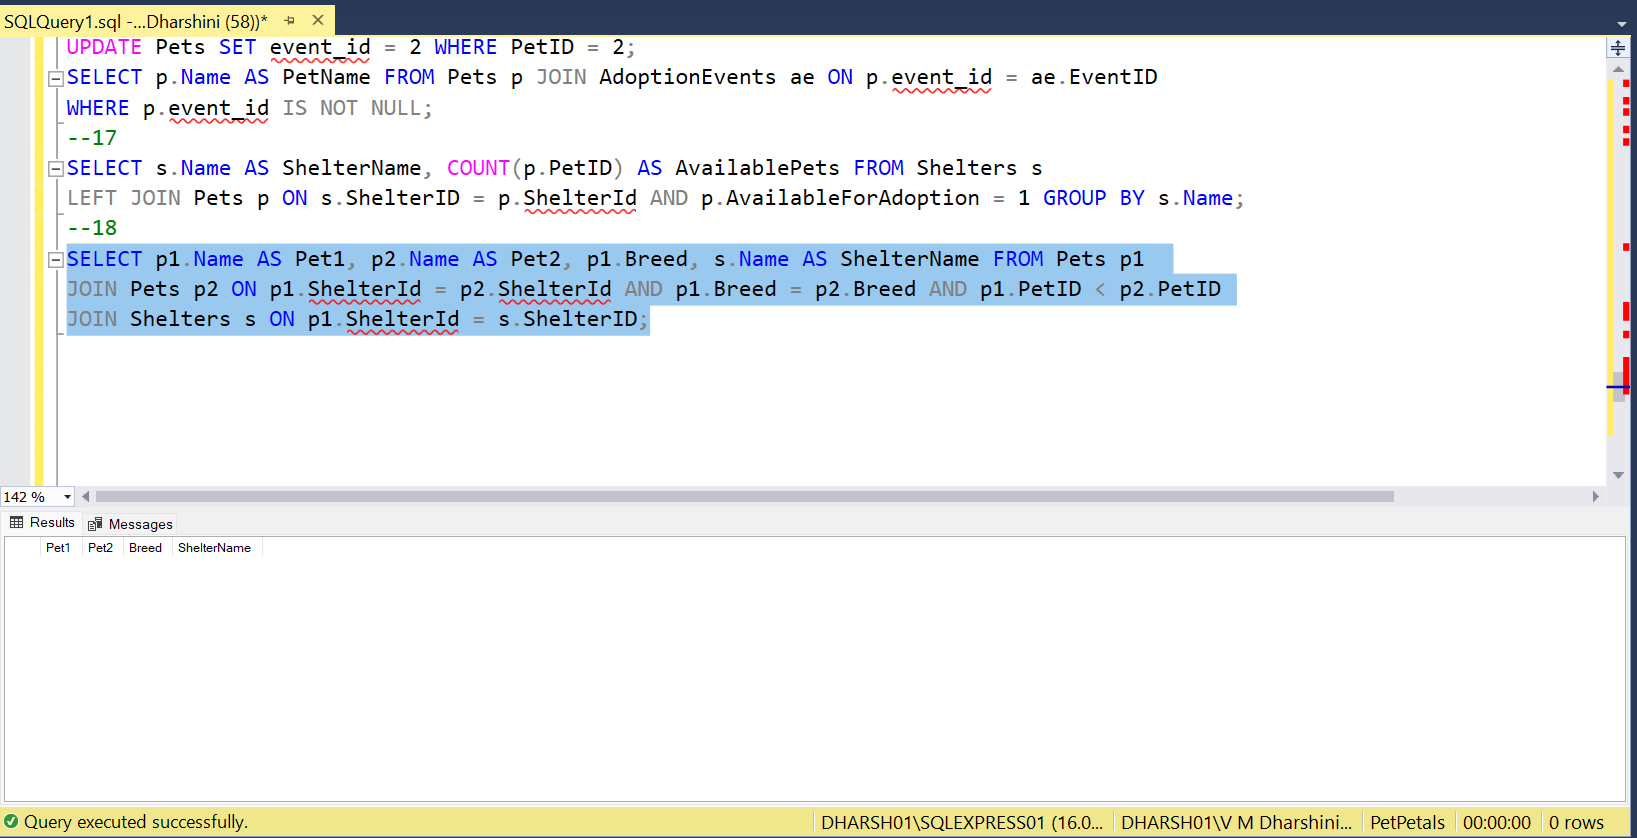 SQLQuery1.sql -...Dharshini (58))*
UPDATE Pets SET event_id = 2 WHERE PetID = 2;
SELECT p.Name AS PetName FROM Pets p JOIN AdoptionEvents ae ON p.event_id = ae.EventID
WHERE p.event_id IS NOT NULL;
--17
SELECT s.Name AS ShelterName, COUNT(p.PetID) AS AvailablePets FROM Shelters s
LEFT JOIN Pets p ON s.ShelterID = p.ShelterId AND p.AvailableForAdoption = 1 GROUP BY s.Name;
--18
SELECT p1.Name AS Pet1, p2.Name AS Pet2, p1.Breed, s.Name AS ShelterName FROM Pets p1
JOIN Pets p2 ON p1.ShelterId = p2.ShelterId AND p1.Breed = p2.Breed AND p1.PetID < p2.PetID
JOIN Shelters s ON p1.ShelterId = s.ShelterID;
142 %
Results Messages
Pet1 Pet2 Breed ShelterName
Query executed successfully. DHARSH01\SQLEXPRESS01 (16.0... DHARSH01\V M Dharshini... PetPetals 00:00:00 0 rows